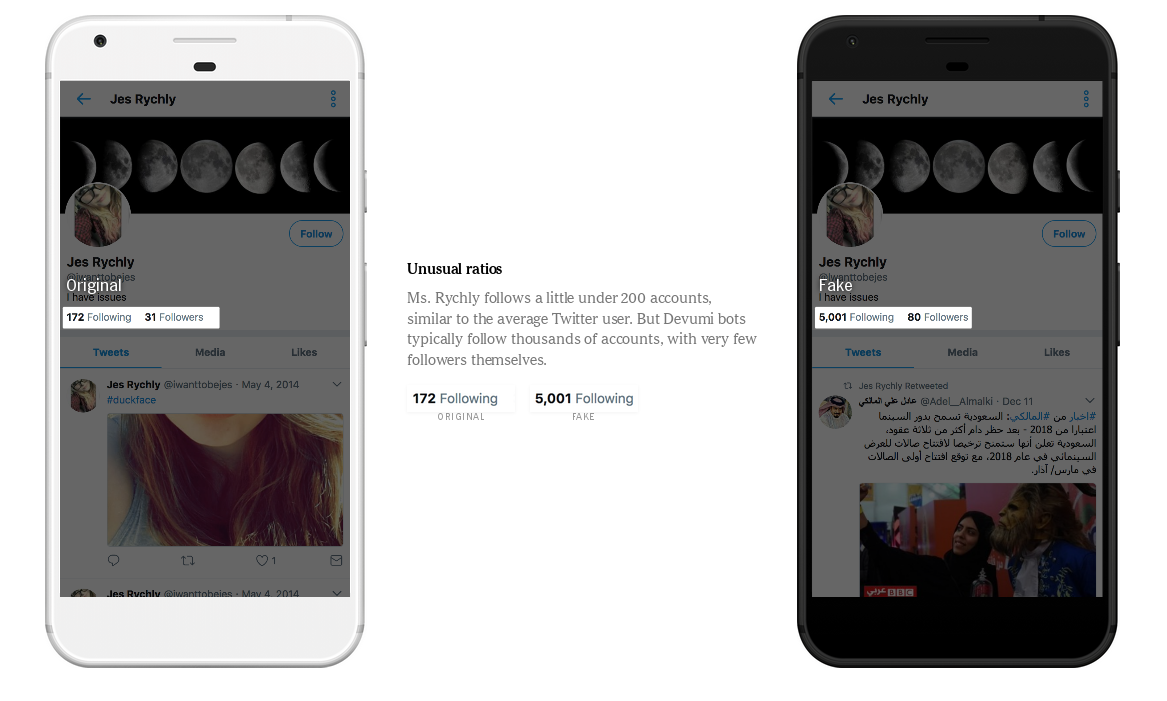 Jes Rychly
Follow
Jes Rychly
@iwanttobejes
Original
I have issues
172 Following 31 Followers
Tweets Media Likes
Jes Rychly @iwanttobejes · May 4, 2014
#duckface
1
Jes Rychly @iwanttobejes · May 4, 2014
Unusual ratios
Ms. Rychly follows a little under 200 accounts,
similar to the average Twitter user. But Devumi bots
typically follow thousands of accounts, with very few
followers themselves.
172 Following 5,001 Following
ORIGINAL FAKE
Jes Rychly
Follow
Jes Rychly
@iwanttobejes
Fake
I have issues
5,001 Following 80 Followers
Tweets Media Likes
Jes Rychly Retweeted
عادل علي المالكي @Adel__Almalki · Dec 11
#اخبار من #المالكي: السعودية تسمح بدور السينما
اعتبارا من 2018 - بعد حظر دام أكثر من ثلاثة عقود،
السعودية تعلن أنها ستمنح ترخيصا لافتتاح صالات للعرض
السينمائي في عام 2018، مع توقع افتتاح أولى الصالات
في مارس/ آذار.
BBC عربي